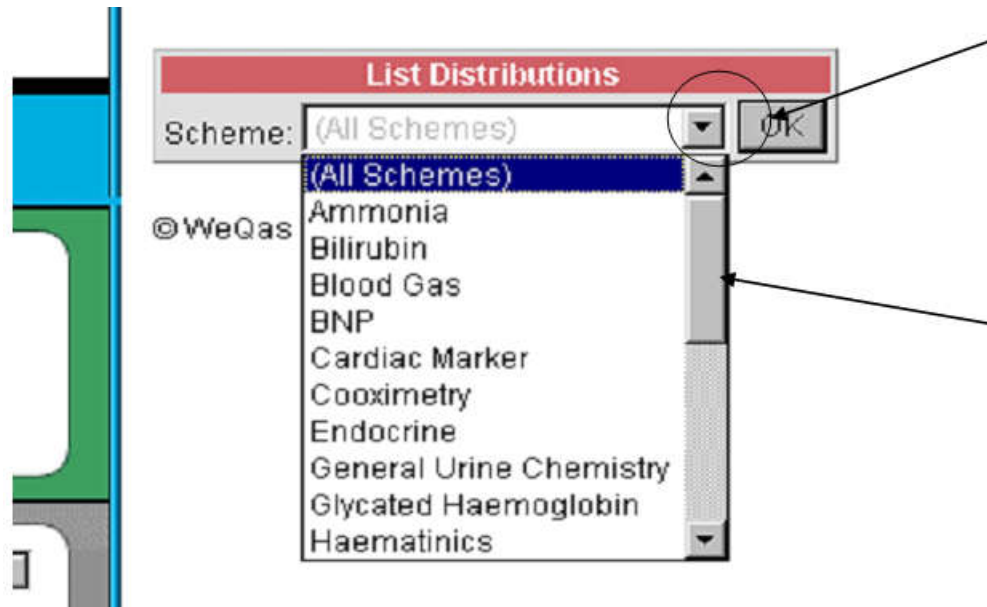 List Distributions
Scheme: (All Schemes) OK
(All Schemes)
Ammonia
© WeQas
Bilirubin
Blood Gas
BNP
Cardiac Marker
Cooximetry
Endocrine
General Urine Chemistry
Glycated Haemoglobin
Haematinics